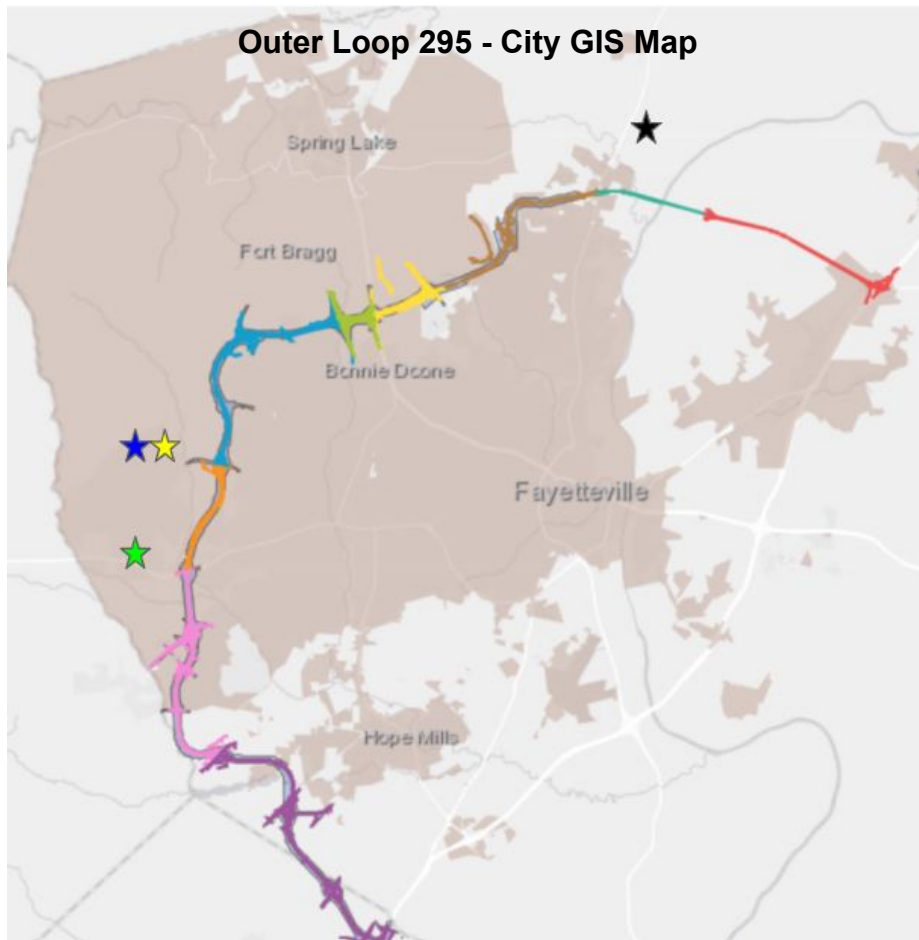 Outer Loop 295 - City GIS Map
Spring Lake
Fort Bragg
Bonnie Doone
Fayetteville
Hope Mills